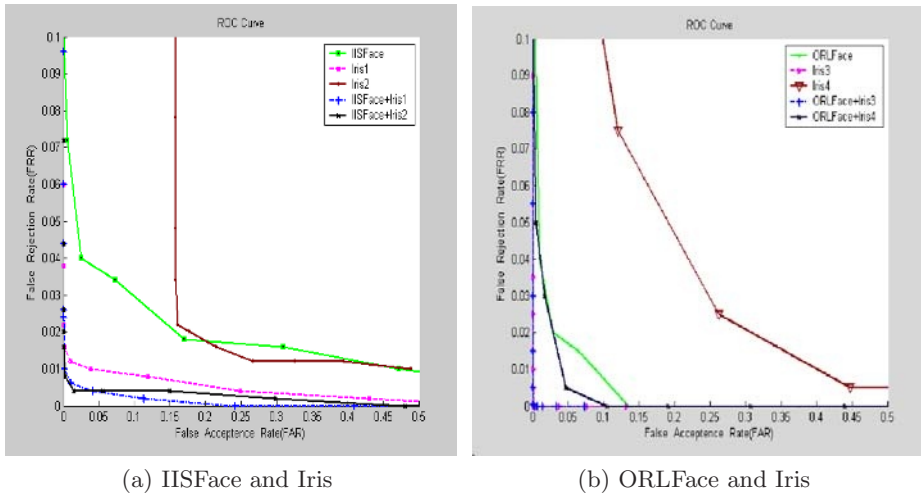 ROC Curve
0.1
0.09
0.08
0.07
0.06
0.05
0.04
0.03
0.02
0.01
0
False Rejection Rate(FRR)
0
0.05
0.1
0.15
0.2
0.25
0.3
0.35
0.4
0.45
0.5
False Acceptence Rate(FAR)
IISFace
Iris1
Iris2
IISFace+Iris1
IISFace+Iris2
(a) IISFace and Iris
ROC Curve
0.1
0.09
0.08
0.07
0.06
0.05
0.04
0.03
0.02
0.01
0
False Rejection Rate(FRR)
0
0.05
0.1
0.15
0.2
0.25
0.3
0.35
0.4
0.45
0.5
False Acceptance Rate(FAR)
ORLFace
Iris3
Iris4
ORLFace+Iris3
ORLFace+Iris4
(b) ORLFace and Iris